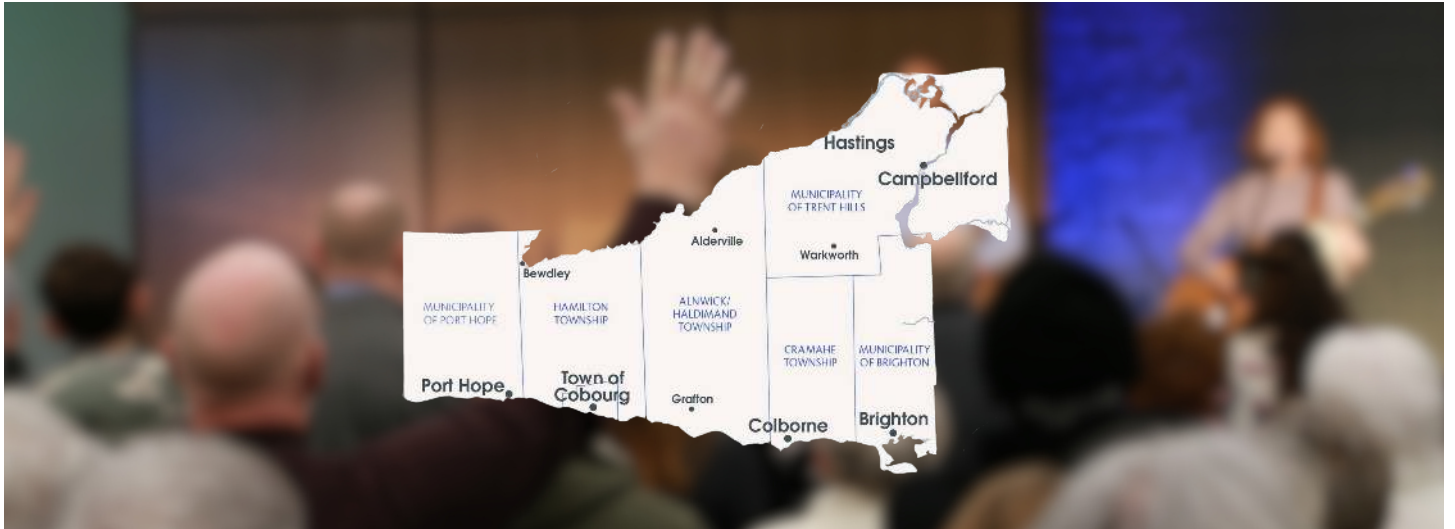 Hastings
Campbellford
MUNICIPALITY
OF TRENT HILLS
Alderville
Warkworth
Bewdley
MUNICIPALITY
OF PORT HOPE
HAMILTON
TOWNSHIP
ALNWICK/
HALDIMAND
TOWNSHIP
CRAMAHE
TOWNSHIP
MUNICIPALITY
OF BRIGHTON
Port Hope
Town of
Cobourg
Grafton
Colborne
Brighton